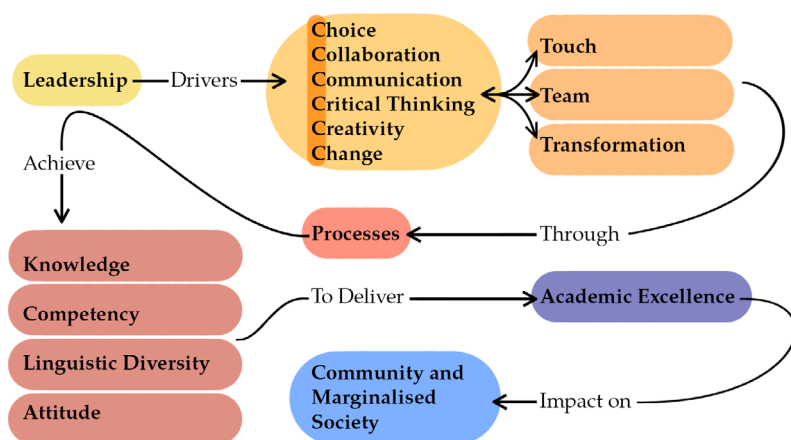 Leadership
Drivers
Choice
Collaboration
Communication
Critical Thinking
Creativity
Change
Touch
Team
Transformation
Through
Processes
Achieve
Knowledge
Competency
Linguistic Diversity
Attitude
To Deliver
Academic Excellence
Impact on
Community and
Marginalised
Society